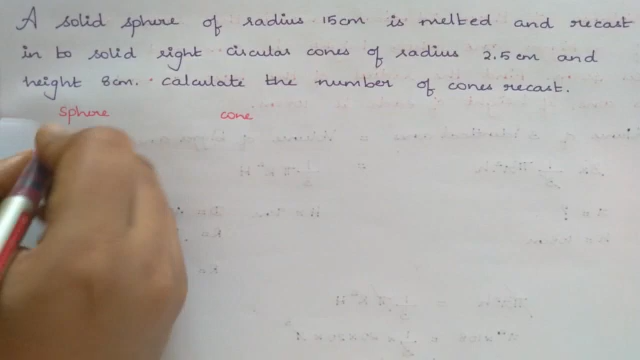 A solid sphere of radius 15cm is melted and recast
in to solid right circular cones of radius 2.5cm and
height 8cm. calculate the number of cones recast.
sphere cone